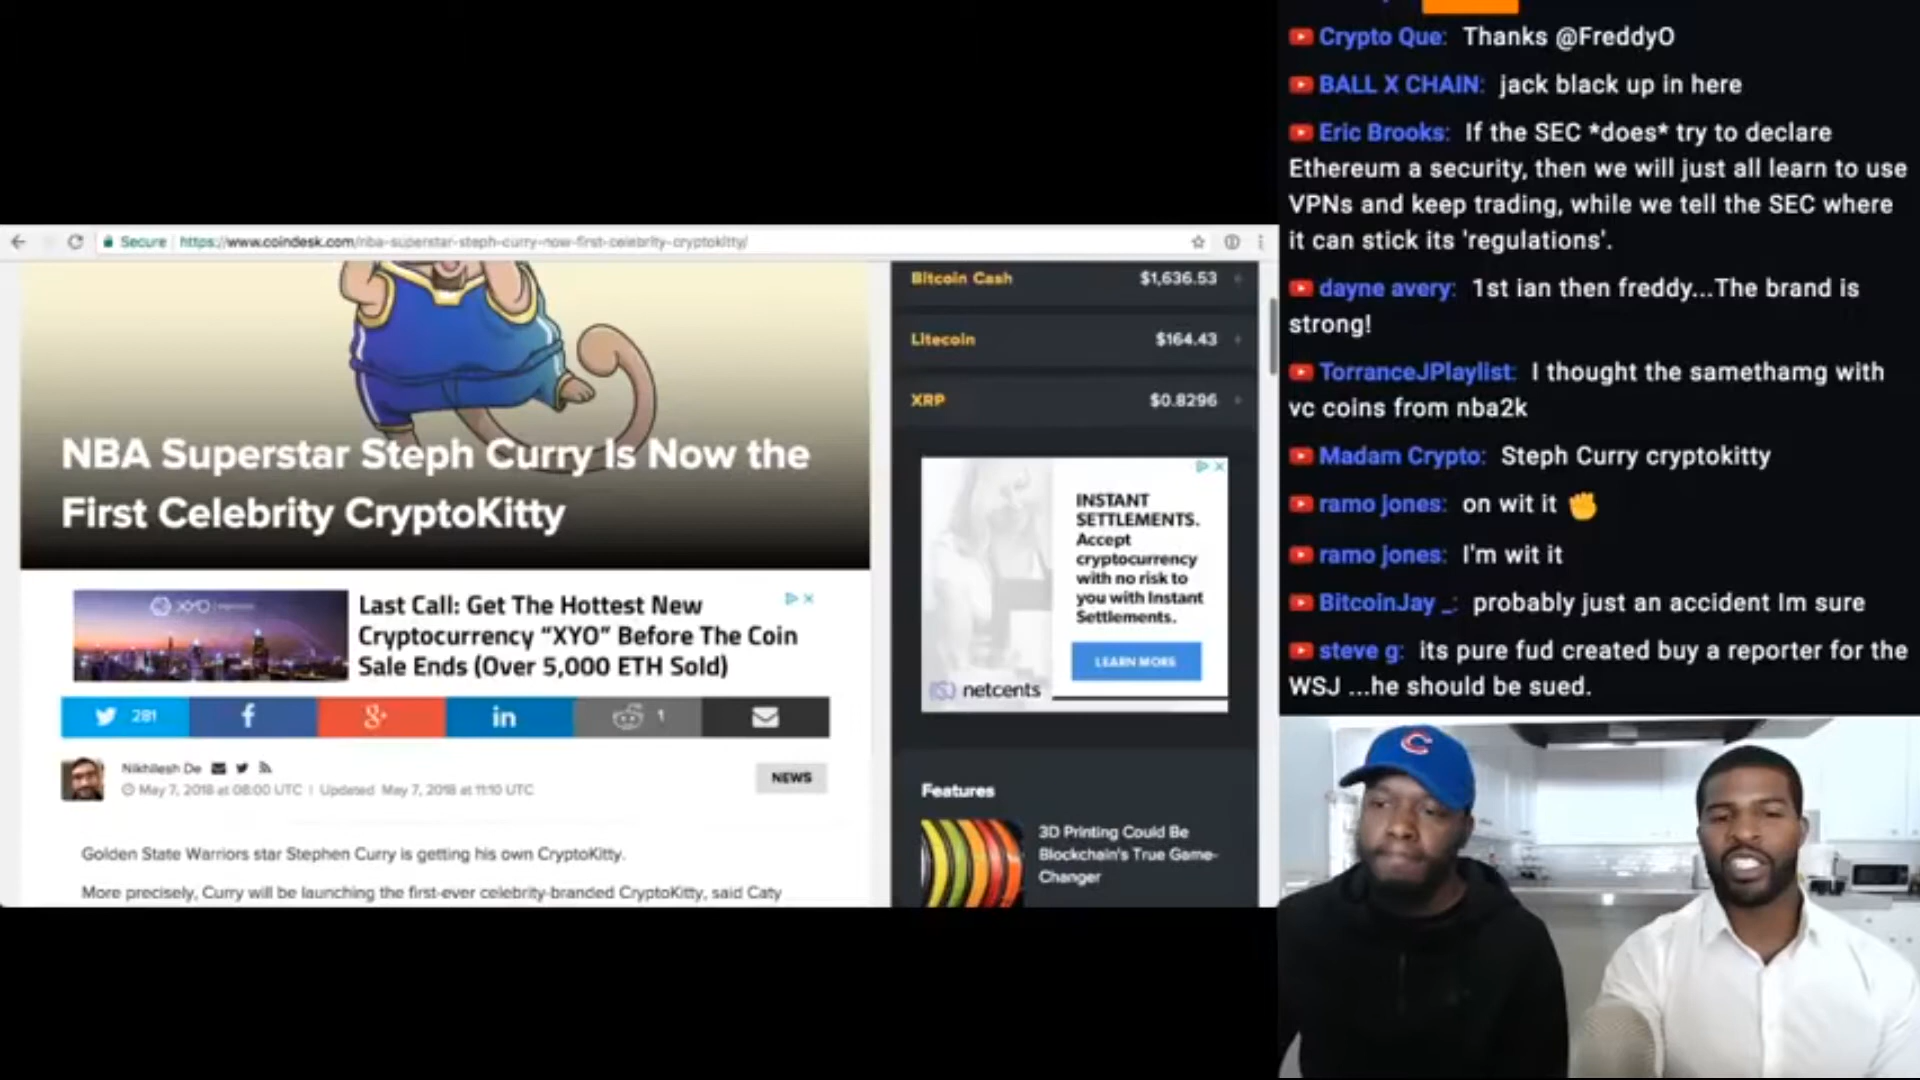 Secure https://www.coindesk.com/nba-superstar-steph-curry-now-first-celebrity-cryptokitty/
NBA Superstar Steph Curry Is Now the
First Celebrity CryptoKitty
XYO
Last Call: Get The Hottest New
Cryptocurrency “XYO” Before The Coin
Sale Ends (Over 5,000 ETH Sold)
281
1
Nikhilesh De
May 7, 2018 at 08:00 UTC | Updated May 7, 2018 at 11:10 UTC
NEWS
Golden State Warriors star Stephen Curry is getting his own CryptoKitty.
More precisely, Curry will be launching the first-ever celebrity-branded CryptoKitty, said Caty
Bitcoin Cash $1,636.53
Litecoin $164.43
XRP $0.8296
INSTANT
SETTLEMENTS.
Accept
cryptocurrency
with no risk to
you with Instant
Settlements.
LEARN MORE
netcents
Features
3D Printing Could Be
Blockchain's True Game-
Changer
Crypto Que: Thanks @FreddyO
BALL X CHAIN: jack black up in here
Eric Brooks: If the SEC *does* try to declare
Ethereum a security, then we will just all learn to use
VPNs and keep trading, while we tell the SEC where
it can stick its 'regulations'.
dayne avery: 1st ian then freddy...The brand is
strong!
TorranceJPlaylist: I thought the samethamg with
vc coins from nba2k
Madam Crypto: Steph Curry cryptokitty
ramo jones: on wit it ✊
ramo jones: I'm wit it
BitcoinJay _: probably just an accident Im sure
steve g: its pure fud created buy a reporter for the
WSJ ...he should be sued.
C